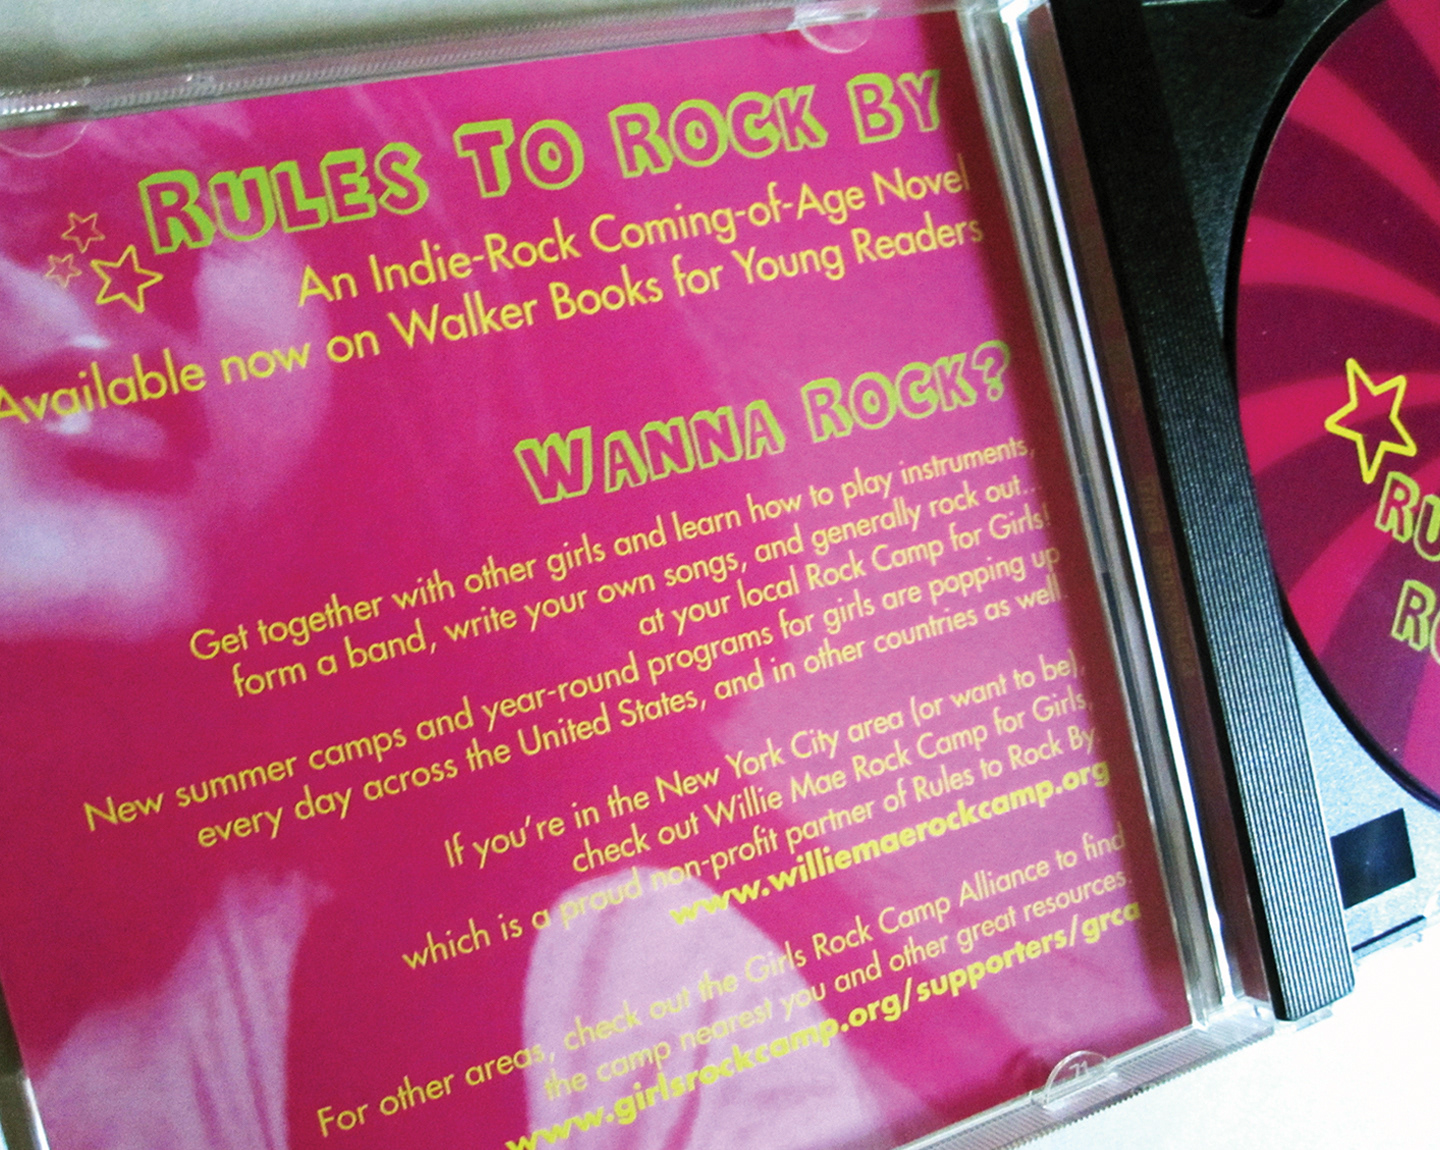 Rules To Rock By
An Indie-Rock Coming-of-Age Novel
Available now on Walker Books for Young Readers
Wanna Rock?
Get together with other girls and learn how to play instruments,
form a band, write your own songs, and generally rock out...
at your local Rock Camp for Girls!
New summer camps and year-round programs for girls are popping up
every day across the United States, and in other countries as well.
If you're in the New York City area (or want to be),
check out Willie Mae Rock Camp for Girls,
which is a proud non-profit partner of Rules to Rock By.
www.williemaerockcamp.org
For other areas, check out the Girls Rock Camp Alliance to find
the camp nearest you and other great resources.
www.girlsrockcamp.org/supporters/grca
71